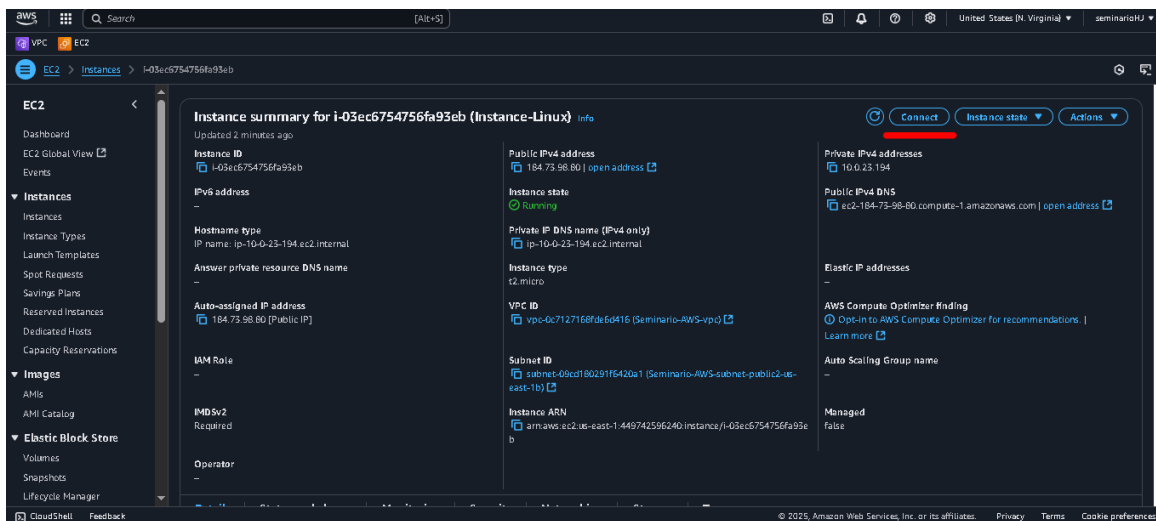 aws
Search [Alt+S] United States (N. Virginia) seminarioHJ
VPC EC2
EC2 > Instances > i-03ec6754756fa93eb
EC2
Dashboard
EC2 Global View
Events
Instances
Instances
Instance Types
Launch Templates
Spot Requests
Savings Plans
Reserved Instances
Dedicated Hosts
Capacity Reservations
Images
AMIs
AMI Catalog
Elastic Block Store
Volumes
Snapshots
Lifecycle Manager
Instance summary for i-03ec6754756fa93eb (Instance-Linux) Info
Updated 2 minutes ago
Connect Instance state Actions
Instance ID
i-03ec6754756fa93eb
Public IPv4 address
184.73.98.80 | open address
Private IPv4 addresses
10.0.23.194
IPv6 address
–
Instance state
Running
Public IPv4 DNS
ec2-184-73-98-80.compute-1.amazonaws.com | open address
Hostname type
IP name: ip-10-0-23-194.ec2.internal
Private IP DNS name (IPv4 only)
ip-10-0-23-194.ec2.internal
Answer private resource DNS name
–
Instance type
t2.micro
Elastic IP addresses
–
Auto-assigned IP address
184.73.98.80 [Public IP]
VPC ID
vpc-0c7127168fde6d416 (Seminario-AWS-vpc)
AWS Compute Optimizer finding
Opt-in to AWS Compute Optimizer for recommendations. |
Learn more
IAM Role
–
Subnet ID
subnet-09cd180291f6420a1 (Seminario-AWS-subnet-public2-us-
east-1b)
Auto Scaling Group name
–
IMDSv2
Required
Instance ARN
arn:aws:ec2:us-east-1:449742596240:instance/i-03ec6754756fa93e
b
Managed
false
Operator
–
CloudShell Feedback © 2025, Amazon Web Services, Inc. or its affiliates. Privacy Terms Cookie preferences